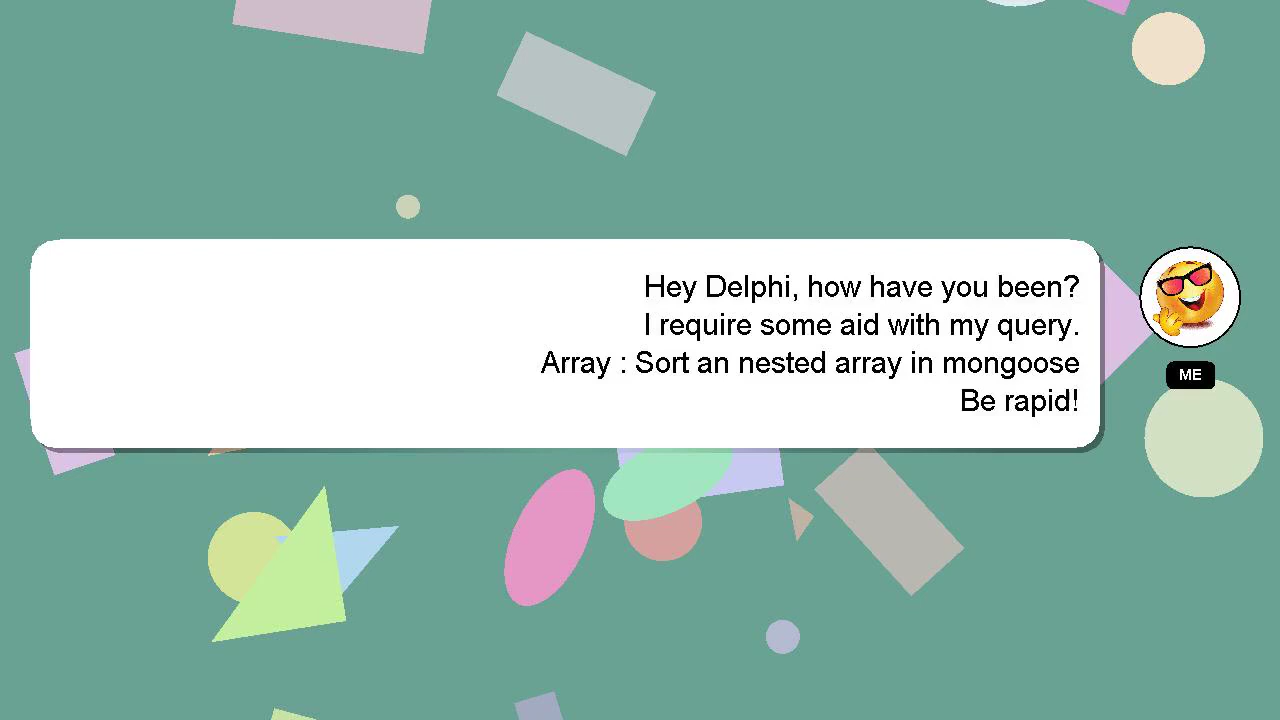 Hey Delphi, how have you been?
I require some aid with my query.
Array : Sort an nested array in mongoose
Be rapid!
ME